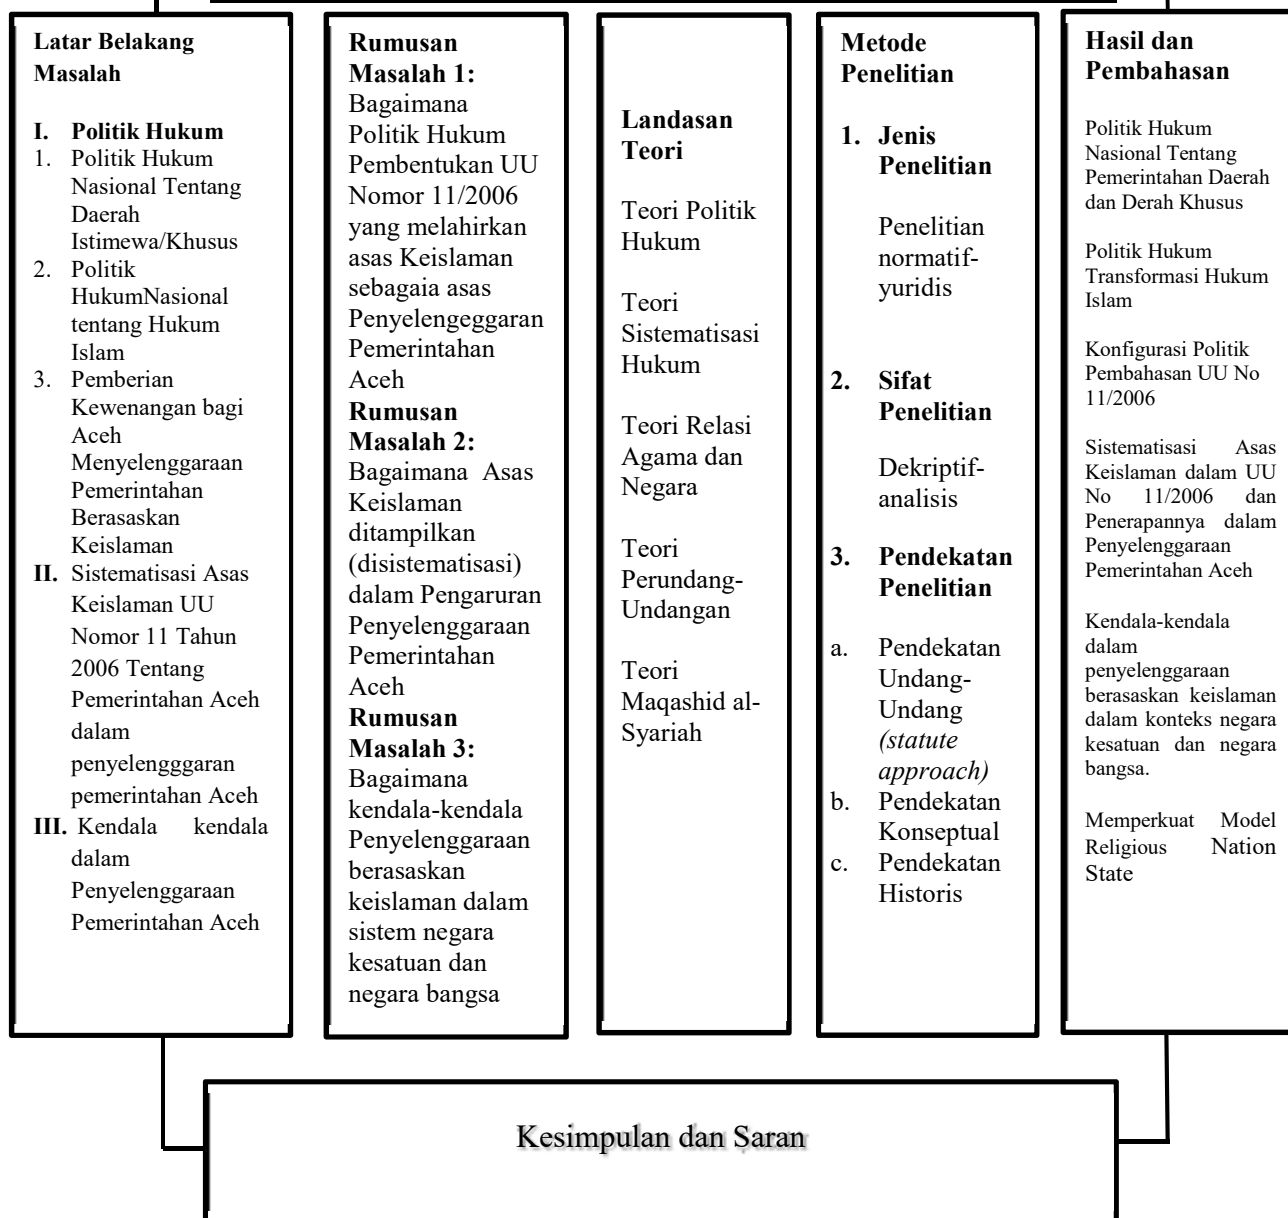 Latar Belakang
Masalah
I. Politik Hukum
1. Politik Hukum
Nasional Tentang
Daerah
Istimewa/Khusus
2. Politik
HukumNasional
tentang Hukum
Islam
3. Pemberian
Kewenangan bagi
Aceh
Menyelenggaraan
Pemerintahan
Berasaskan
Keislaman
II. Sistematisasi Asas
Keislaman UU
Nomor 11 Tahun
2006 Tentang
Pemerintahan Aceh
dalam
penyelengggaran
pemerintahan Aceh
III. Kendala kendala
dalam
Penyelenggaraan
Pemerintahan Aceh
Rumusan
Masalah 1:
Bagaimana
Politik Hukum
Pembentukan UU
Nomor 11/2006
yang melahirkan
asas Keislaman
sebagaia asas
Penyelengeggaran
Pemerintahan
Aceh
Rumusan
Masalah 2:
Bagaimana Asas
Keislaman
ditampilkan
(disistematisasi)
dalam Pengaruran
Penyelenggaraan
Pemerintahan
Aceh
Rumusan
Masalah 3:
Bagaimana
kendala-kendala
Penyelenggaraan
berasaskan
keislaman dalam
sistem negara
kesatuan dan
negara bangsa
Landasan
Teori
Teori Politik
Hukum
Teori
Sistematisasi
Hukum
Teori Relasi
Agama dan
Negara
Teori
Perundang-
Undangan
Teori
Maqashid al-
Syariah
Metode
Penelitian
1. Jenis
Penelitian
Penelitian
normatif-
yuridis
2. Sifat
Penelitian
Dekriptif-
analisis
3. Pendekatan
Penelitian
a. Pendekatan
Undang-
Undang
(statute
approach)
b. Pendekatan
Konseptual
c. Pendekatan
Historis
Hasil dan
Pembahasan
Politik Hukum
Nasional Tentang
Pemerintahan Daerah
dan Derah Khusus
Politik Hukum
Transformasi Hukum
Islam
Konfigurasi Politik
Pembahasan UU No
11/2006
Sistematisasi Asas
Keislaman dalam UU
No 11/2006 dan
Penerapannya dalam
Penyelenggaraan
Pemerintahan Aceh
Kendala-kendala
dalam
penyelenggaraan
berasaskan keislaman
dalam konteks negara
kesatuan dan negara
bangsa.
Memperkuat Model
Religious Nation
State
Kesimpulan dan Saran